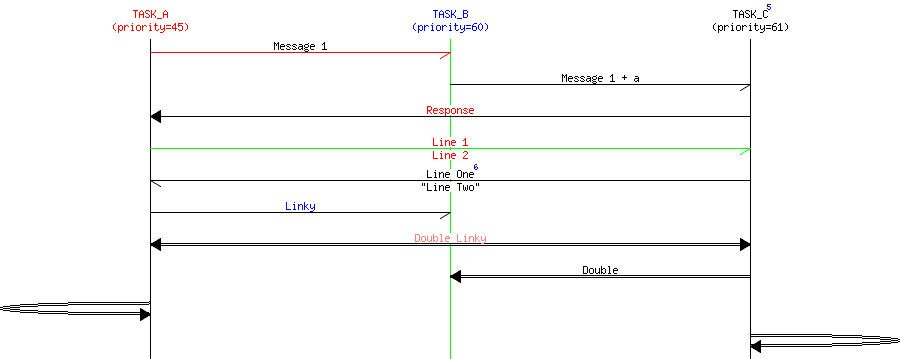 TASK_A
(priority=45)
TASK_B
(priority=60)
TASK_C 5
(priority=61)
Message 1
Message 1 + a
Response
Line 1
Line 2
Line One 6
"Line Two"
Linky
Double Linky
Double